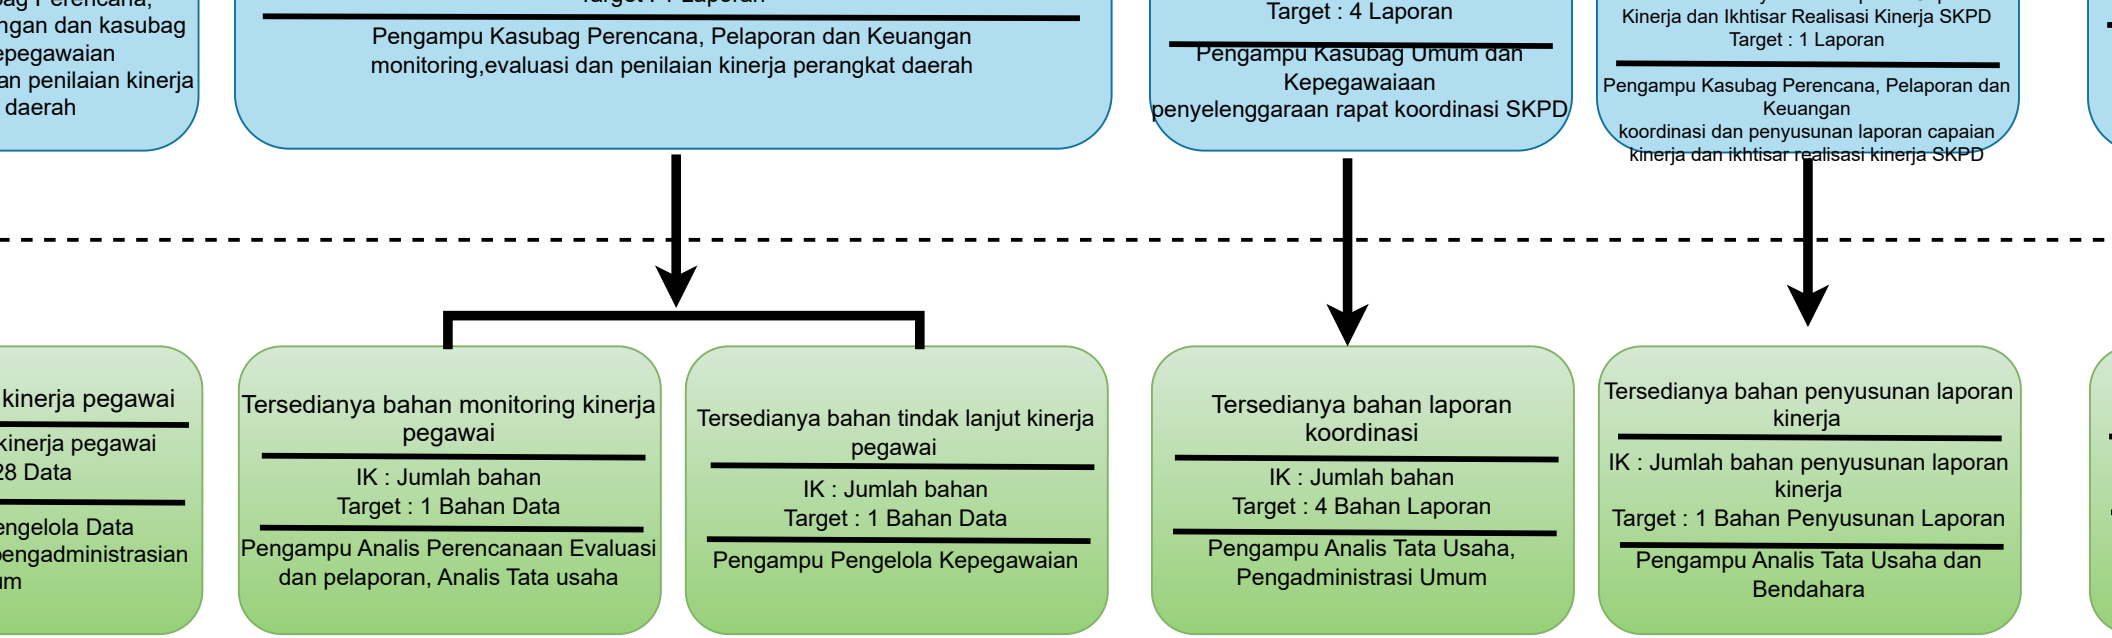 ngan dan kasubag
epegawaian
an penilaian kinerja
daerah
Pengampu Kasubag Perencana, Pelaporan dan Keuangan
monitoring,evaluasi dan penilaian kinerja perangkat daerah
Target : 4 Laporan
Pengampu Kasubag Umum dan
Kepegawaiaan
penyelenggaraan rapat koordinasi SKPD
Kinerja dan Ikhtisar Realisasi Kinerja SKPD
Target : 1 Laporan
Pengampu Kasubag Perencana, Pelaporan dan
Keuangan
koordinasi dan penyusunan laporan capaian
kinerja dan ikhtisar realisasi kinerja SKPD
kinerja pegawai
kinerja pegawai
28 Data
engelola Data
pengadministrasian
um
Tersedianya bahan monitoring kinerja
pegawai
IK : Jumlah bahan
Target : 1 Bahan Data
Pengampu Analis Perencanaan Evaluasi
dan pelaporan, Analis Tata usaha
Tersedianya bahan tindak lanjut kinerja
pegawai
IK : Jumlah bahan
Target : 1 Bahan Data
Pengampu Pengelola Kepegawaian
Tersedianya bahan laporan
koordinasi
IK : Jumlah bahan
Target : 4 Bahan Laporan
Pengampu Analis Tata Usaha,
Pengadministrasi Umum
Tersedianya bahan penyusunan laporan
kinerja
IK : Jumlah bahan penyusunan laporan
kinerja
Target : 1 Bahan Penyusunan Laporan
Pengampu Analis Tata Usaha dan
Bendahara